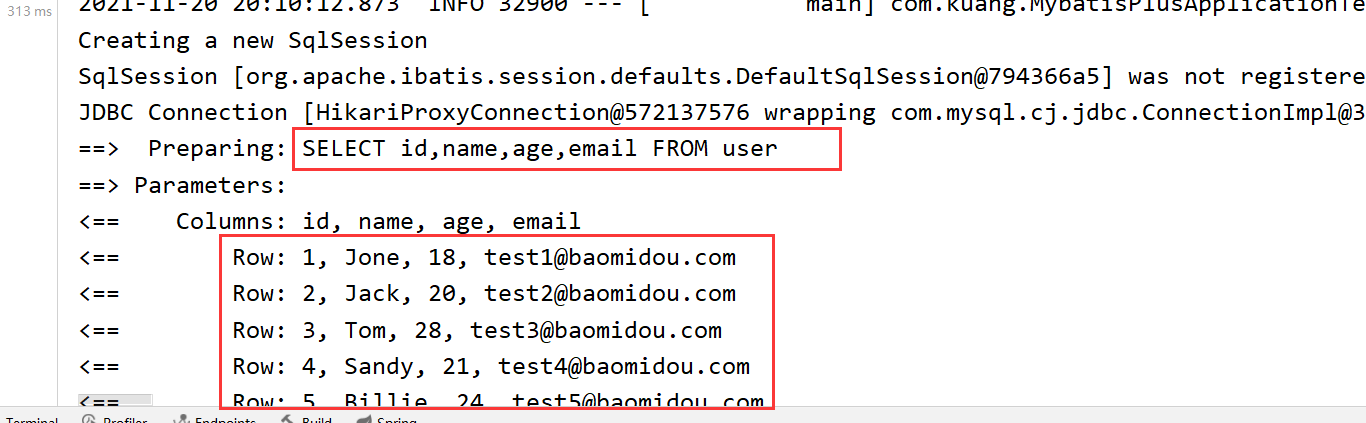 313 ms
2021-11-20 20:10:12.873  INFO 32900 --- [           main] com.kuang.MybatisPlusApplicationTe
Creating a new SqlSession
SqlSession [org.apache.ibatis.session.defaults.DefaultSqlSession@794366a5] was not registere
JDBC Connection [HikariProxyConnection@572137576 wrapping com.mysql.cj.jdbc.ConnectionImpl@3
==>  Preparing: SELECT id,name,age,email FROM user
==> Parameters:
<==    Columns: id, name, age, email
<==        Row: 1, Jone, 18, test1@baomidou.com
<==        Row: 2, Jack, 20, test2@baomidou.com
<==        Row: 3, Tom, 28, test3@baomidou.com
<==        Row: 4, Sandy, 21, test4@baomidou.com
<==        Row: 5, Billie, 24, test5@baomidou.com
Terminal Profiler Endpoints Build Spring